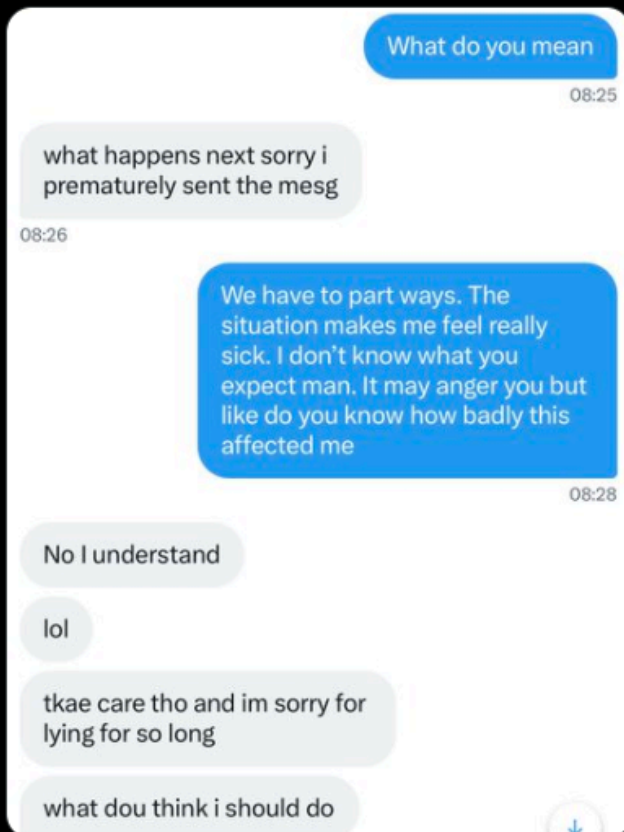 What do you mean
08:25
what happens next sorry i
prematurely sent the mesg
08:26
We have to part ways. The
situation makes me feel really
sick. I don’t know what you
expect man. It may anger you but
like do you know how badly this
affected me
08:28
No I understand
lol
tkae care tho and im sorry for
lying for so long
what dou think i should do